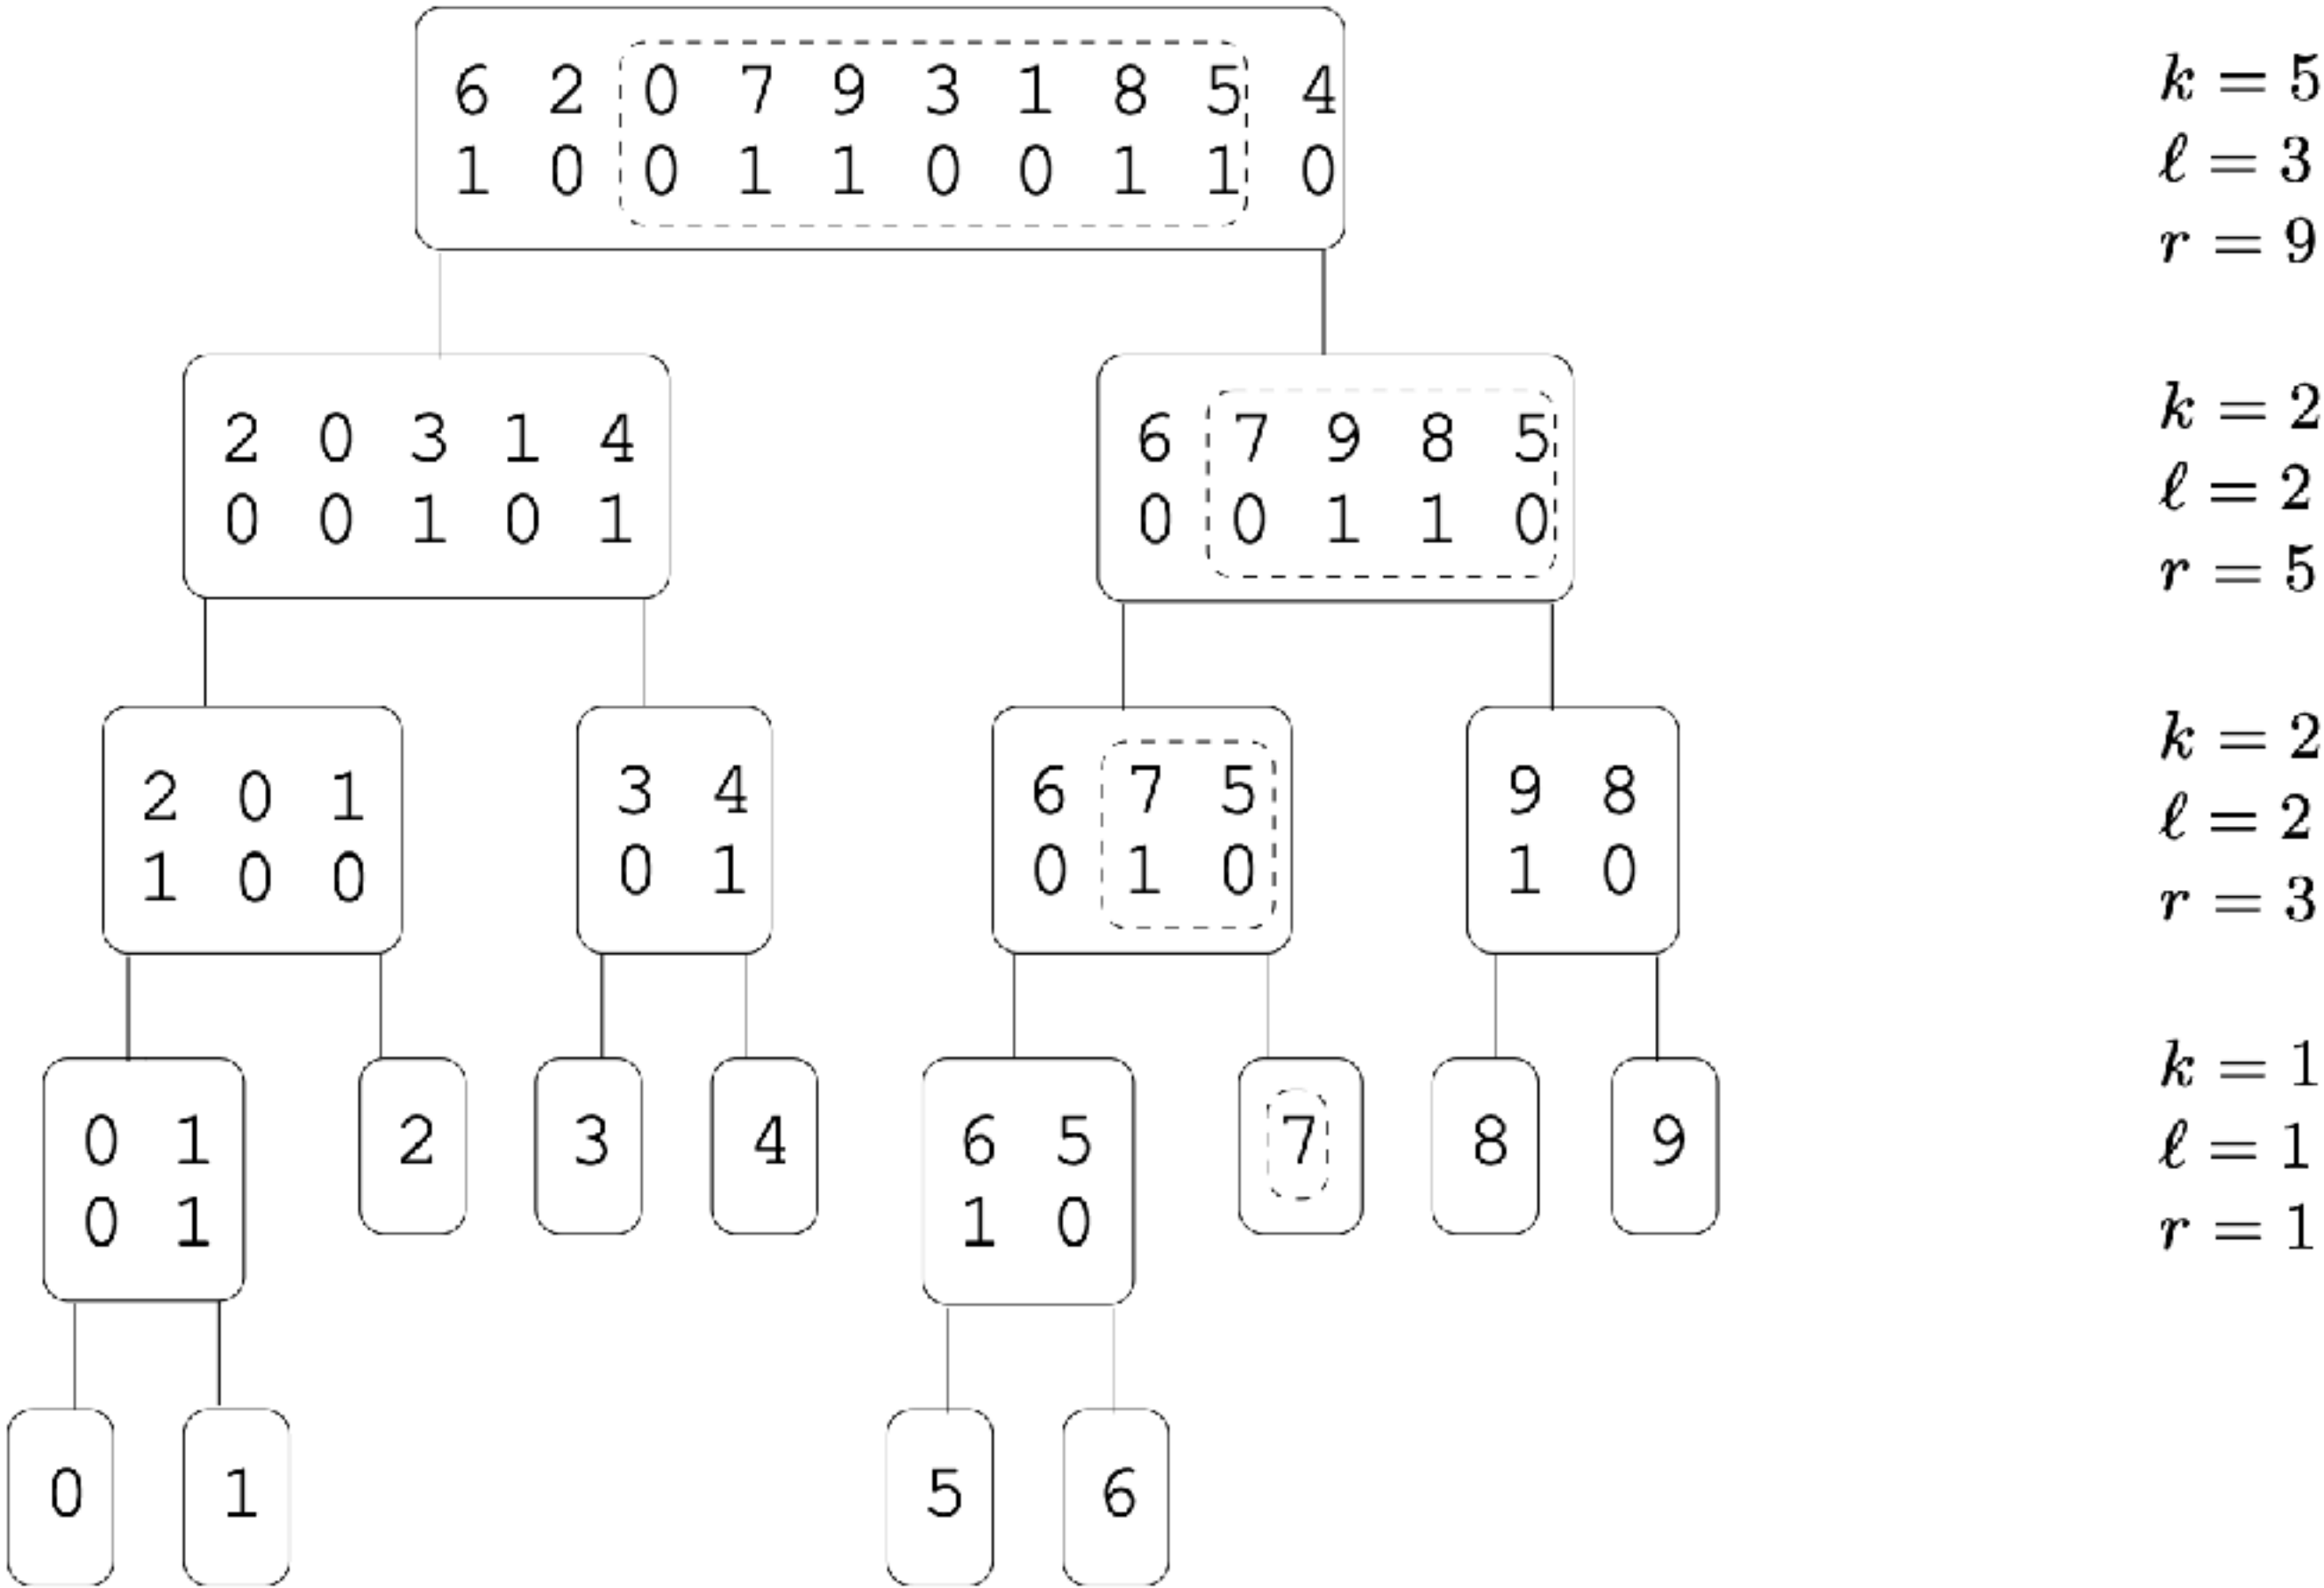 6 2 0 7 9 3 1 8 5 4
1 0 0 1 1 0 0 1 1 0
k = 5
ℓ = 3
r = 9
2 0 3 1 4
0 0 1 0 1
6 7 9 8 5
0 0 1 1 0
k = 2
ℓ = 2
r = 5
2 0 1
1 0 0
3 4
0 1
6 7 5
0 1 0
9 8
1 0
k = 2
ℓ = 2
r = 3
0 1
0 1
2
3
4
6 5
1 0
7
8
9
k = 1
ℓ = 1
r = 1
0
1
5
6